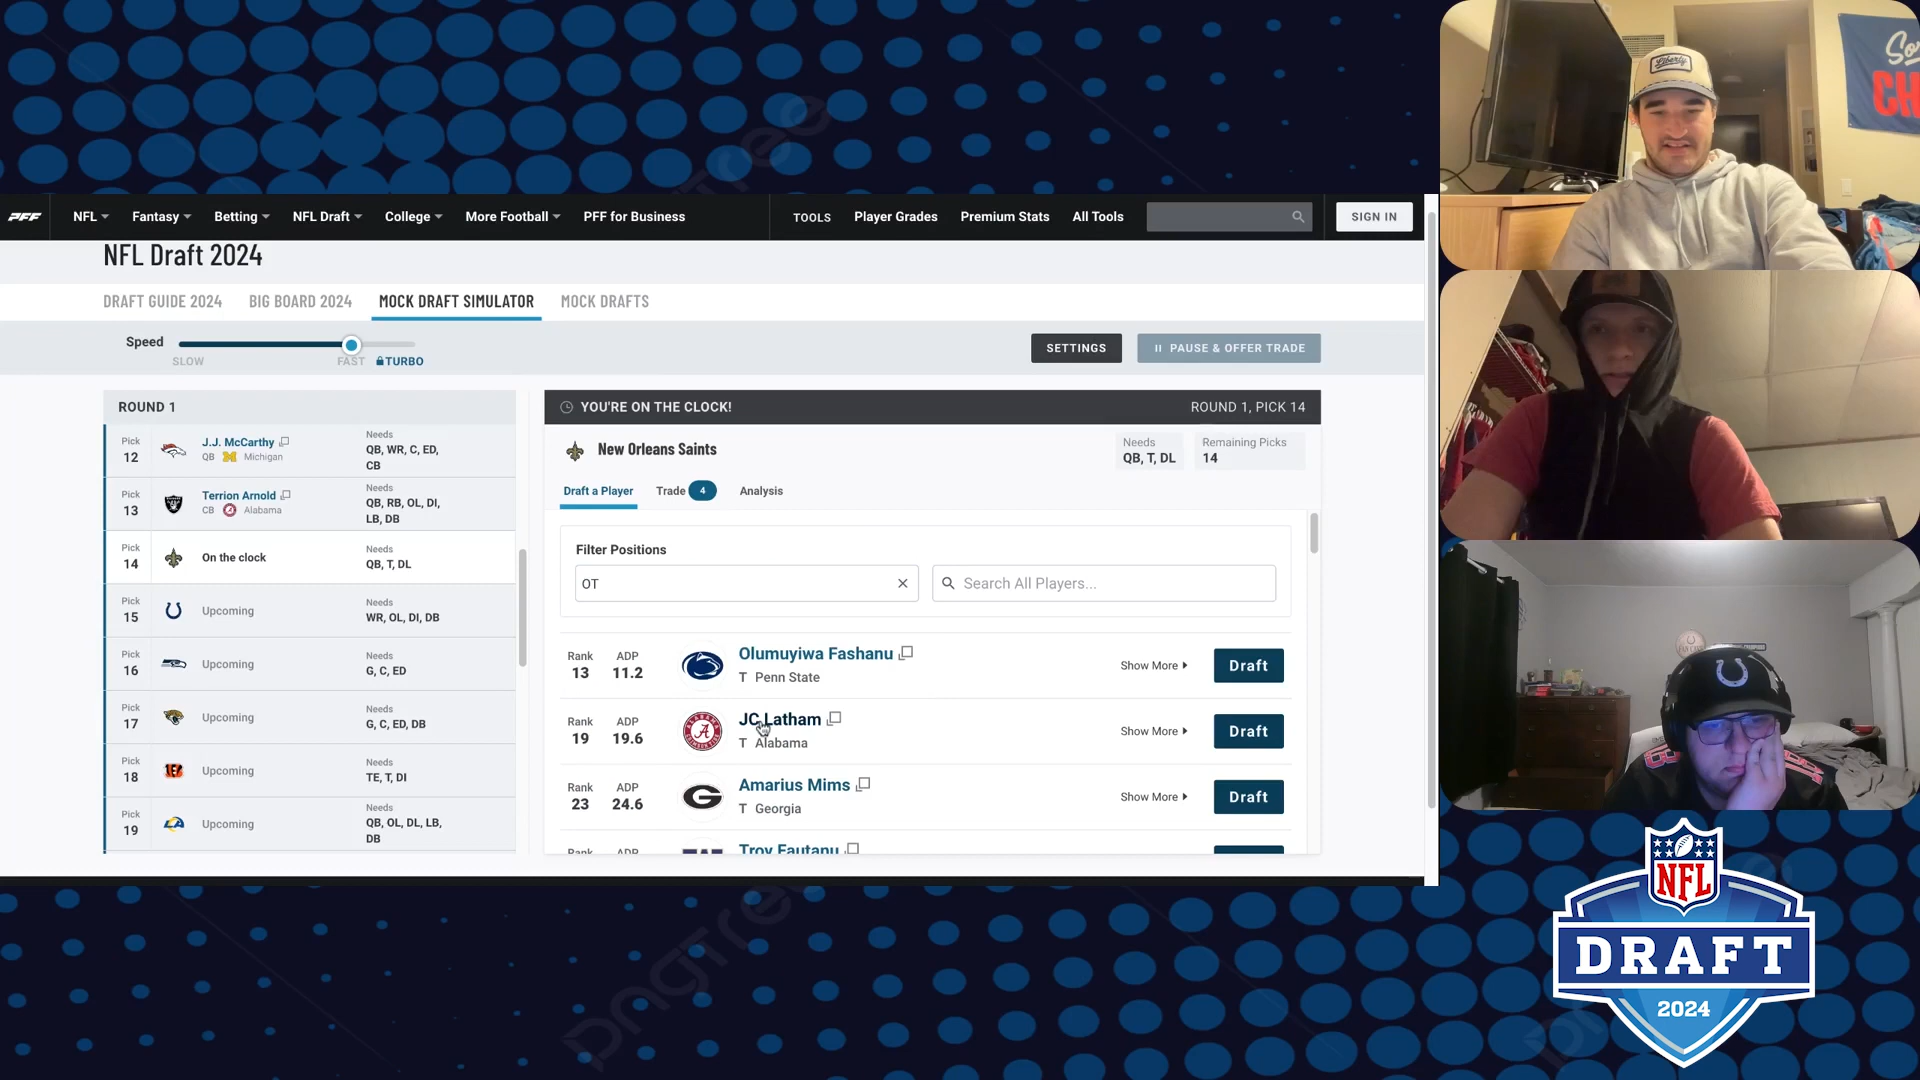 PFF NFL Fantasy Betting NFL Draft College More Football PFF for Business TOOLS Player Grades Premium Stats All Tools SIGN IN
NFL Draft 2024
DRAFT GUIDE 2024 BIG BOARD 2024 MOCK DRAFT SIMULATOR MOCK DRAFTS
Speed
SLOW FAST TURBO
SETTINGS PAUSE & OFFER TRADE
ROUND 1
Pick 12 J.J. McCarthy QB Michigan Needs QB, WR, C, ED, CB
Pick 13 Terrion Arnold CB Alabama Needs QB, RB, OL, DI, LB, DB
Pick 14 On the clock Needs QB, T, DL
Pick 15 Upcoming Needs WR, OL, DI, DB
Pick 16 Upcoming Needs G, C, ED
Pick 17 Upcoming Needs G, C, ED, DB
Pick 18 Upcoming Needs TE, T, DI
Pick 19 Upcoming Needs QB, OL, DL, LB, DB
YOU'RE ON THE CLOCK! ROUND 1, PICK 14
New Orleans Saints Needs QB, T, DL Remaining Picks 14
Draft a Player Trade 4 Analysis
Filter Positions
OT Search All Players...
Rank 13 ADP 11.2 Olumuyiwa Fashanu T Penn State Show More Draft
Rank 19 ADP 19.6 JC Latham T Alabama Show More Draft
Rank 23 ADP 24.6 Amarius Mims T Georgia Show More Draft
Rank ADP Troy Fautanu
Liberty
CH
NFL
DRAFT
2024
pngtree